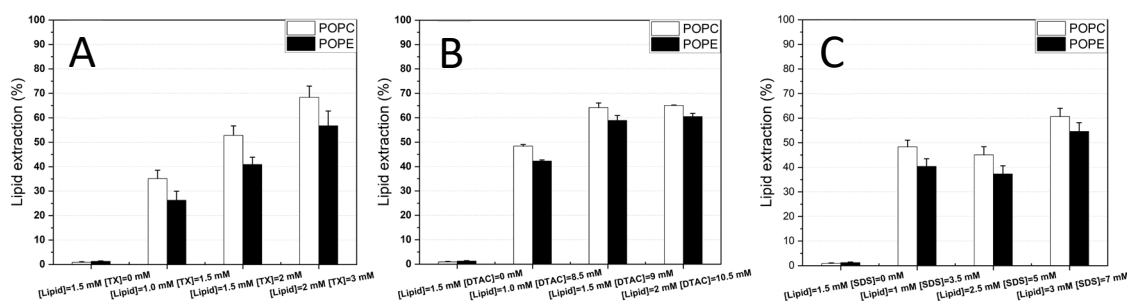 A
POPC
POPE
Lipid extraction (%)
100
90
80
70
60
50
40
30
20
10
0
[Lipid]=1.5 mM [TX]=0 mM
[Lipid]=1.0 mM [TX]=1.5
[Lipid]=1.5 mM [TX]=2 mM
[Lipid]=2 mM [TX]=3 mM
B
POPC
POPE
Lipid extraction (%)
100
90
80
70
60
50
40
30
20
10
0
[Lipid]=1.5 mM [DTAC]=0 mM
[Lipid]=1.0 mM [DTAC]=8.5 mM
[Lipid]=1.5 mM [DTAC]=9 mM
[Lipid]=2 mM [DTAC]=10.5 mM
C
POPC
POPE
Lipid extraction (%)
100
90
80
70
60
50
40
30
20
10
0
[Lipid]=1.5 mM [SDS]=0 mM
[Lipid]=1 mM [SDS]=3.5 mM
[Lipid]=2.5 mM [SDS]=5 mM
[Lipid]=3 mM [SDS]=7 mM